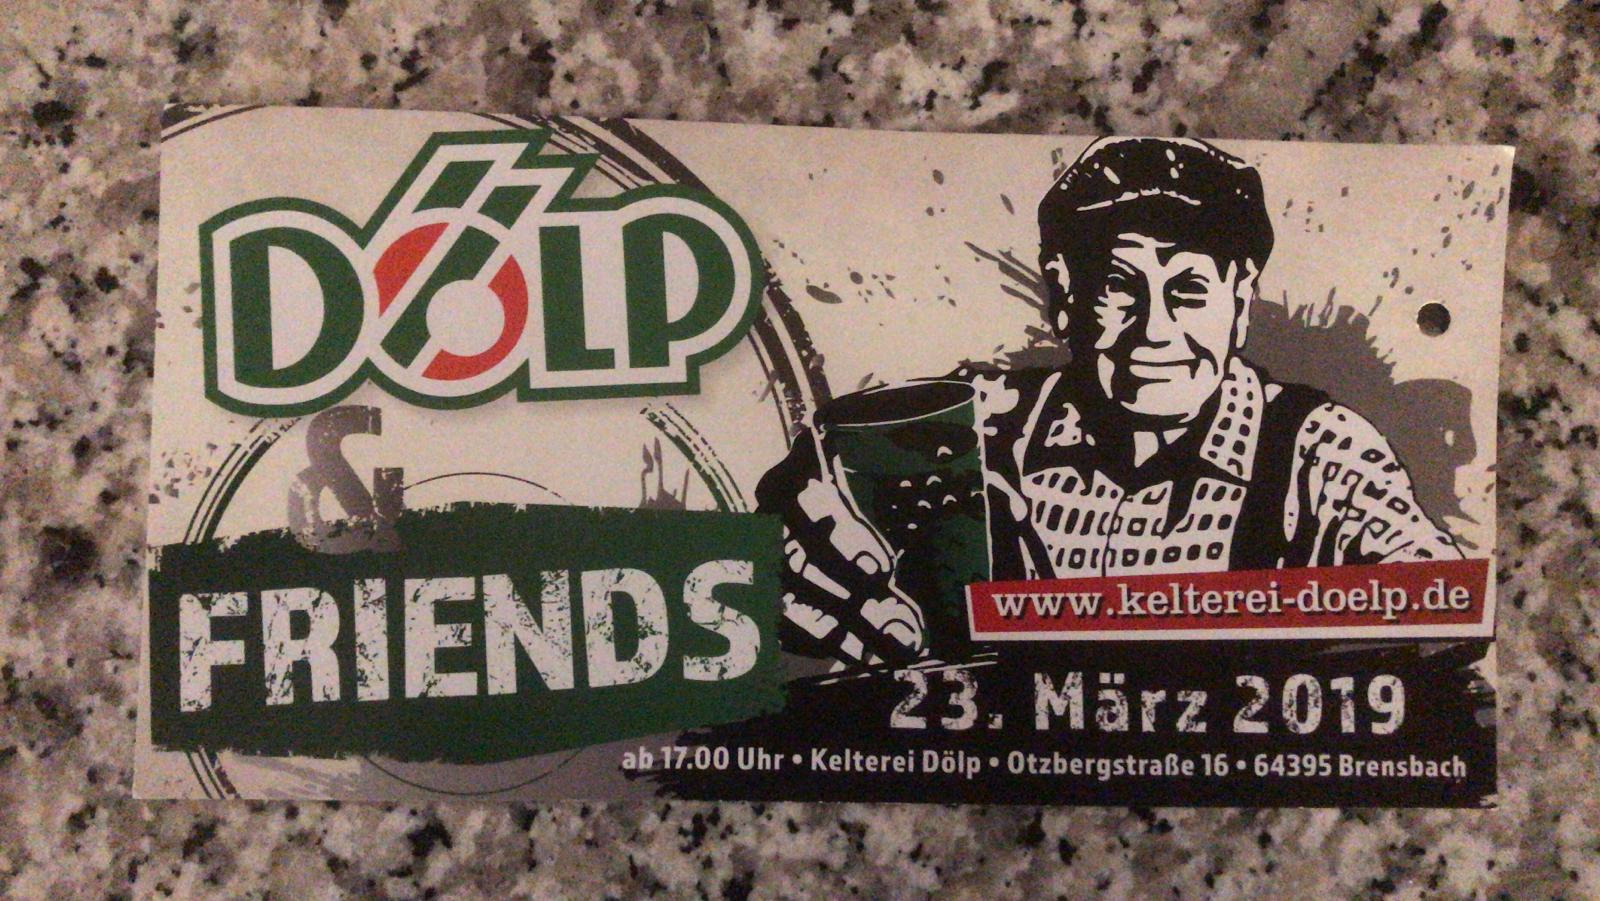 DÖLP
&
FRIENDS
www.kelterei-doelp.de
23. März 2019
ab 17.00 Uhr • Kelterei Dölp • Otzbergstraße 16 • 64395 Brensbach